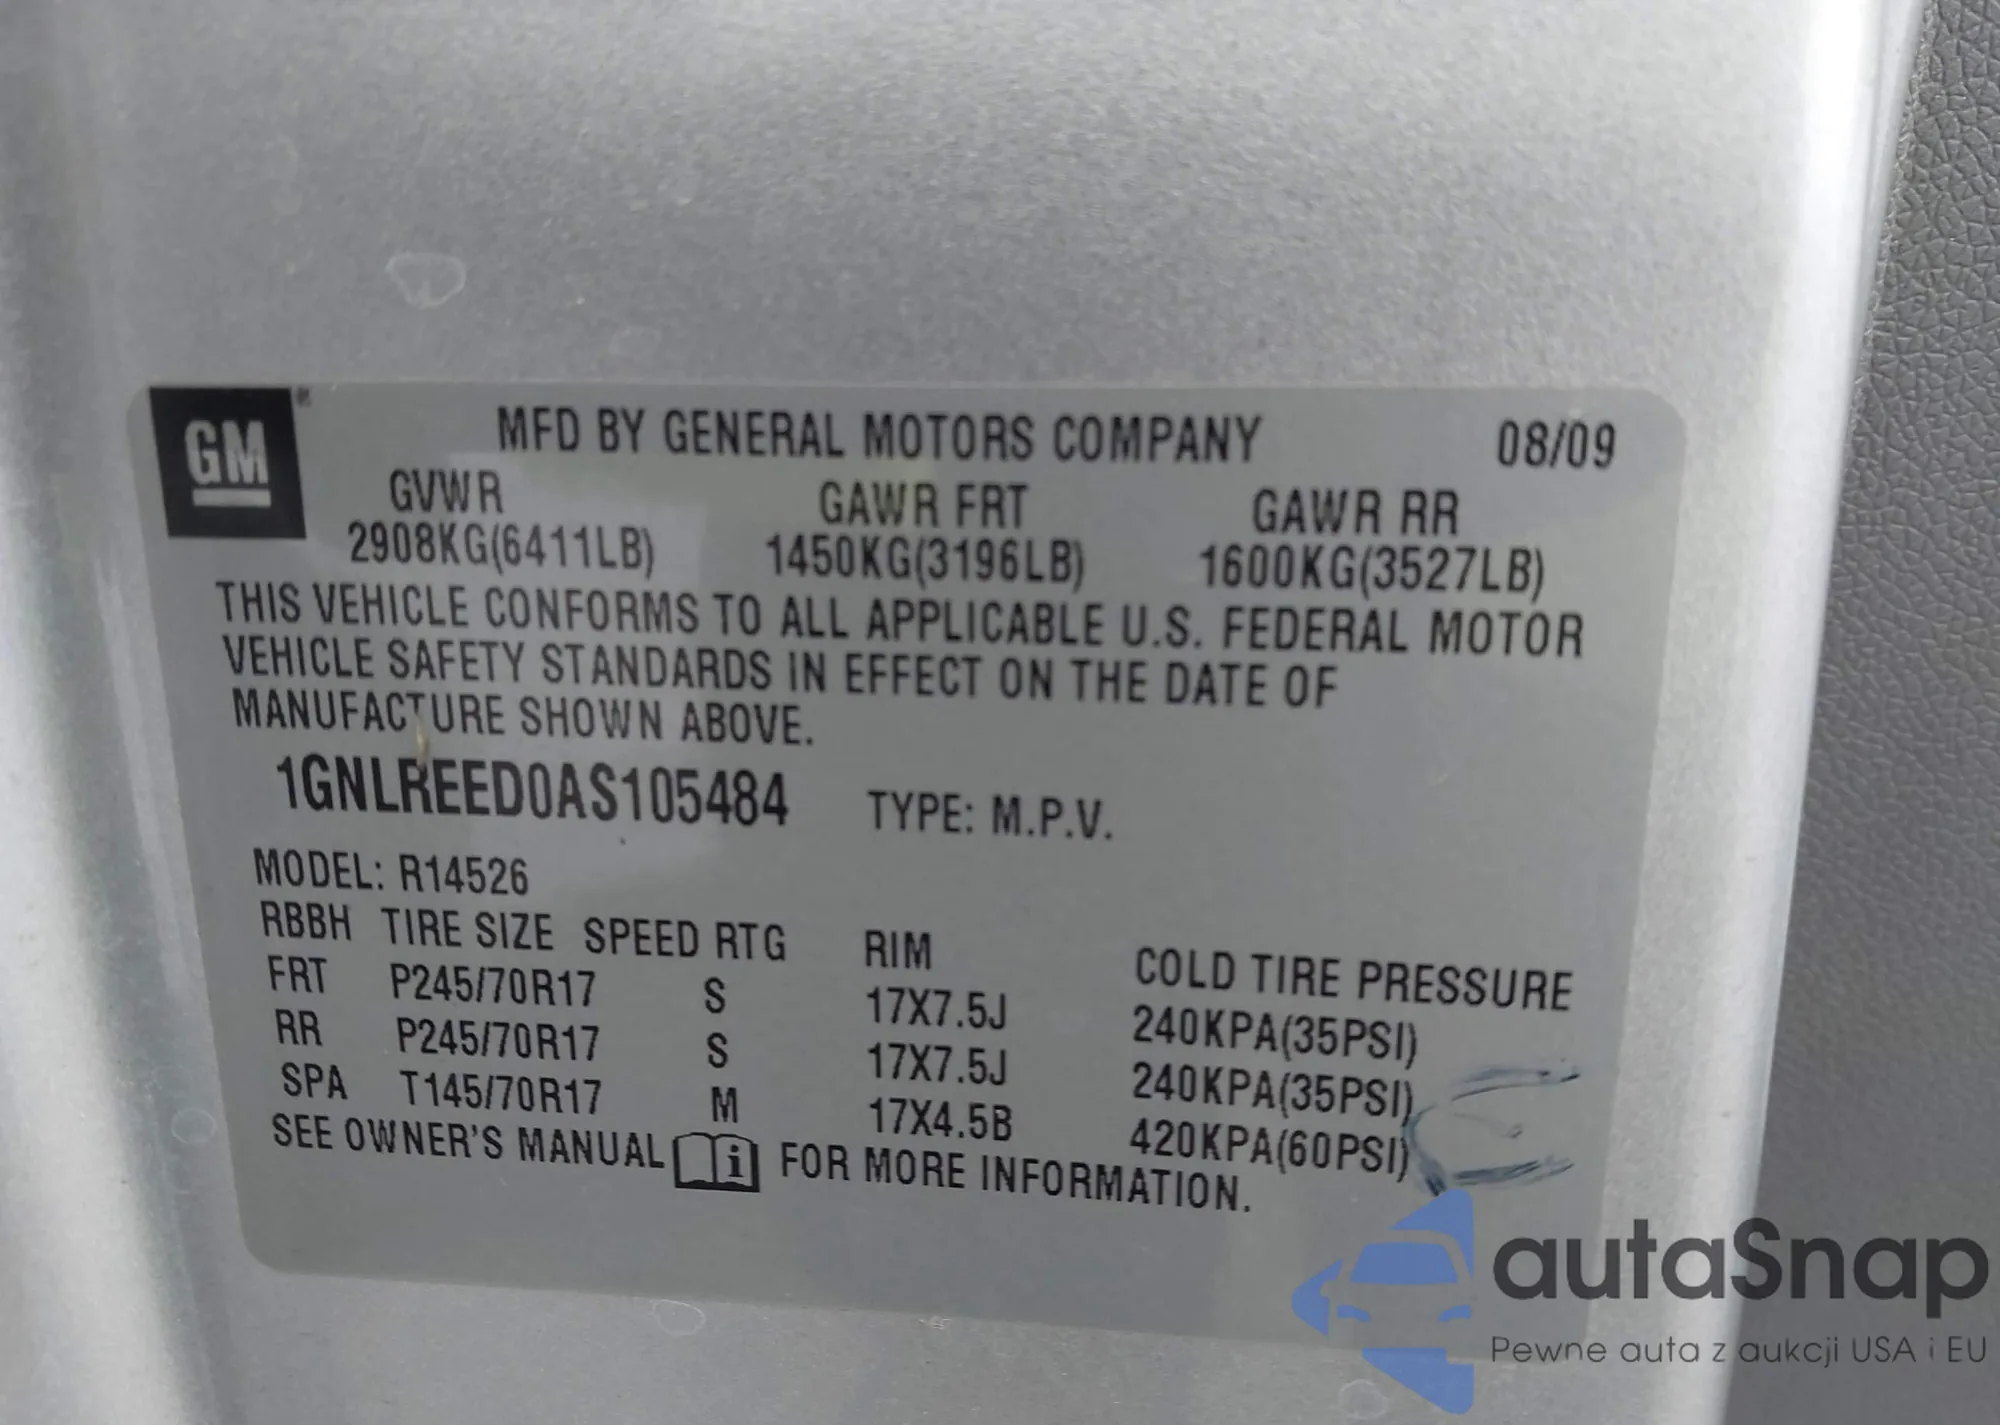 GM
MFD BY GENERAL MOTORS COMPANY 08/09
GVWR GAWR FRT GAWR RR
2908KG(6411LB) 1450KG(3196LB) 1600KG(3527LB)
THIS VEHICLE CONFORMS TO ALL APPLICABLE U.S. FEDERAL MOTOR
VEHICLE SAFETY STANDARDS IN EFFECT ON THE DATE OF
MANUFACTURE SHOWN ABOVE.
1GNLREED0AS105484 TYPE: M.P.V.
MODEL: R14526
RBBH TIRE SIZE SPEED RTG RIM COLD TIRE PRESSURE
FRT P245/70R17 S 17X7.5J 240KPA(35PSI)
RR P245/70R17 S 17X7.5J 240KPA(35PSI)
SPA T145/70R17 M 17X4.5B 420KPA(60PSI)
SEE OWNER'S MANUAL i FOR MORE INFORMATION.
autaSnap
Pewne auta z aukcji USA i EU